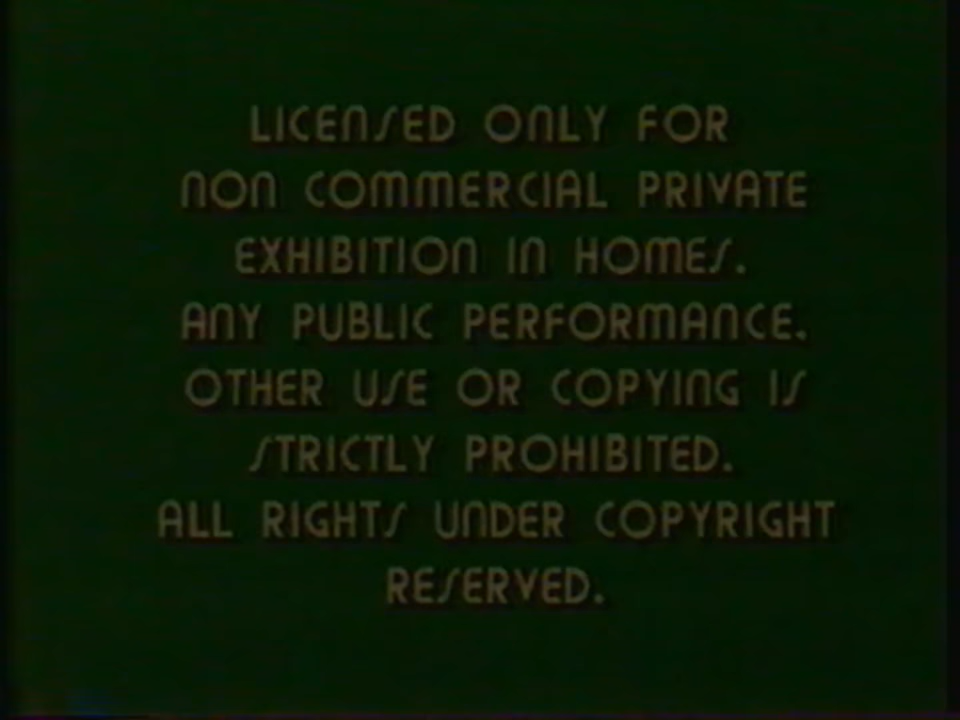 LICENSED ONLY FOR
NON COMMERCIAL PRIVATE
EXHIBITION IN HOMES.
ANY PUBLIC PERFORMANCE.
OTHER USE OR COPYING IS
STRICTLY PROHIBITED.
ALL RIGHTS UNDER COPYRIGHT
RESERVED.